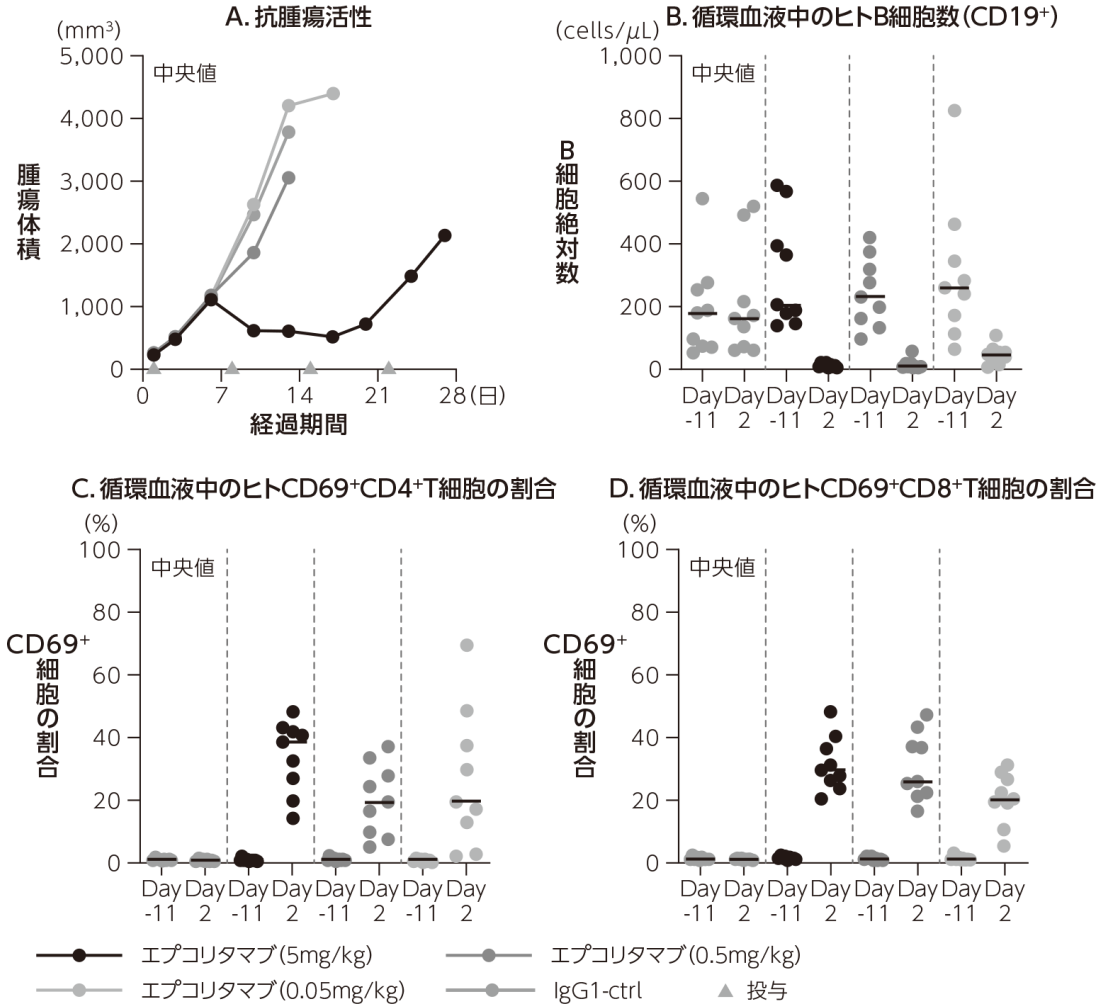 A. 抗腫瘍活性
(mm³)
5,000
4,000
3,000
2,000
1,000
0
中央値
腫瘍体積
0 7 14 21 28(日)
経過期間
B. 循環血液中のヒトB細胞数(CD19⁺)
(cells/μL)
1,000
800
600
400
200
0
中央値
B細胞絶対数
Day Day Day Day Day Day Day Day
-11 2 -11 2 -11 2 -11 2
C. 循環血液中のヒトCD69⁺CD4⁺T細胞の割合
(%)
100
80
60
40
20
0
中央値
CD69⁺
細胞の割合
Day Day Day Day Day Day Day Day
-11 2 -11 2 -11 2 -11 2
D. 循環血液中のヒトCD69⁺CD8⁺T細胞の割合
(%)
100
80
60
40
20
0
中央値
CD69⁺
細胞の割合
Day Day Day Day Day Day Day Day
-11 2 -11 2 -11 2 -11 2
エプコリタマブ(5mg/kg)
エプコリタマブ(0.5mg/kg)
エプコリタマブ(0.05mg/kg)
IgG1-ctrl
投与